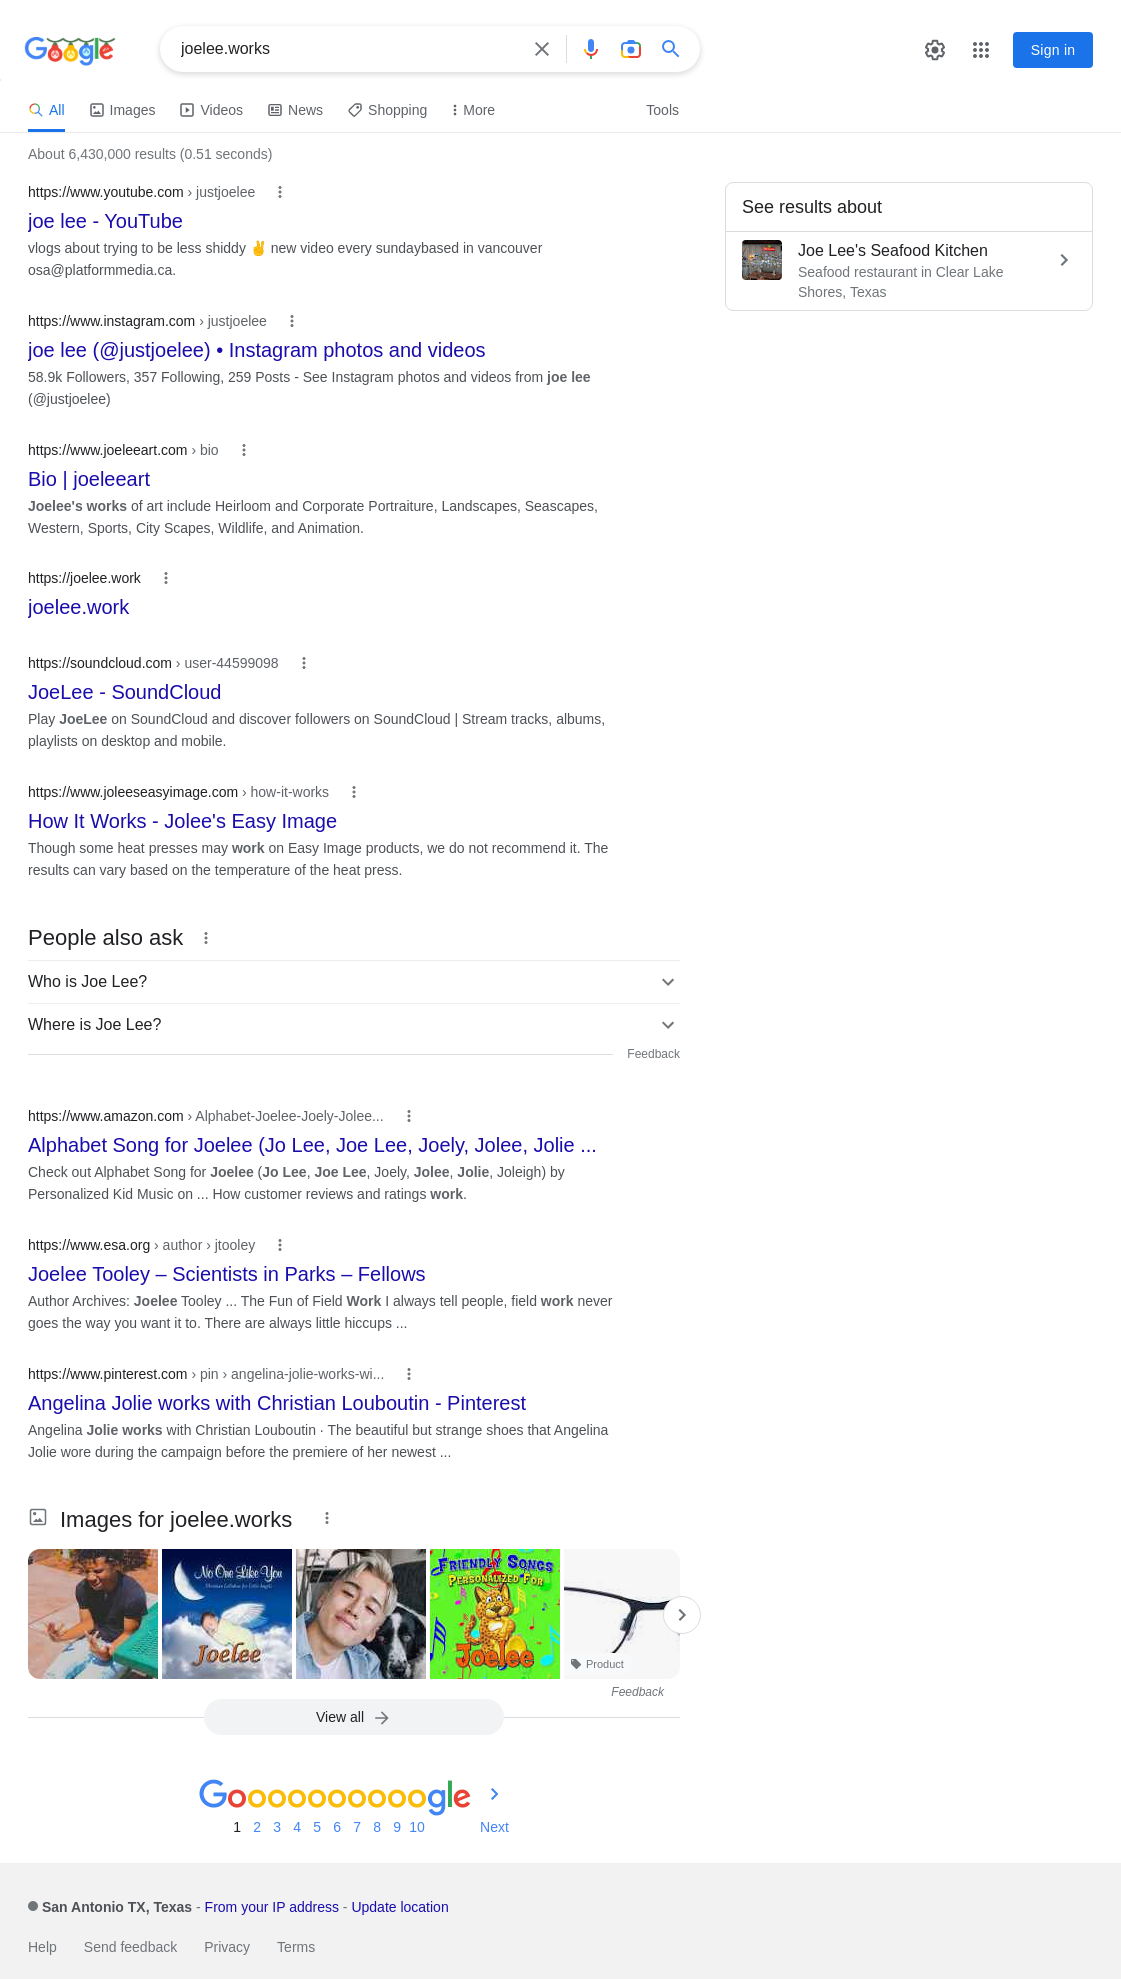 Google
joelee.works
Sign in
All
Images
Videos
News
Shopping
More
Tools
About 6,430,000 results (0.51 seconds)
https://www.youtube.com › justjoelee
joe lee - YouTube
vlogs about trying to be less shiddy ✌️ new video every sundaybased in vancouver
osa@platformmedia.ca.
See results about
Joe Lee's Seafood Kitchen
Seafood restaurant in Clear Lake
Shores, Texas
https://www.instagram.com › justjoelee
joe lee (@justjoelee) • Instagram photos and videos
58.9k Followers, 357 Following, 259 Posts - See Instagram photos and videos from joe lee
(@justjoelee)
https://www.joeleeart.com › bio
Bio | joeleeart
Joelee's works of art include Heirloom and Corporate Portraiture, Landscapes, Seascapes,
Western, Sports, City Scapes, Wildlife, and Animation.
https://joelee.work
joelee.work
https://soundcloud.com › user-44599098
JoeLee - SoundCloud
Play JoeLee on SoundCloud and discover followers on SoundCloud | Stream tracks, albums,
playlists on desktop and mobile.
https://www.joleeseasyimage.com › how-it-works
How It Works - Jolee's Easy Image
Though some heat presses may work on Easy Image products, we do not recommend it. The
results can vary based on the temperature of the heat press.
People also ask
Who is Joe Lee?
Where is Joe Lee?
Feedback
https://www.amazon.com › Alphabet-Joelee-Joely-Jolee...
Alphabet Song for Joelee (Jo Lee, Joe Lee, Joely, Jolee, Jolie ...
Check out Alphabet Song for Joelee (Jo Lee, Joe Lee, Joely, Jolee, Jolie, Joleigh) by
Personalized Kid Music on ... How customer reviews and ratings work.
https://www.esa.org › author › jtooley
Joelee Tooley – Scientists in Parks – Fellows
Author Archives: Joelee Tooley ... The Fun of Field Work I always tell people, field work never
goes the way you want it to. There are always little hiccups ...
https://www.pinterest.com › pin › angelina-jolie-works-wi...
Angelina Jolie works with Christian Louboutin - Pinterest
Angelina Jolie works with Christian Louboutin · The beautiful but strange shoes that Angelina
Jolie wore during the campaign before the premiere of her newest ...
Images for joelee.works
No One Like You
Christian Lullabies for Little Angels
Joelee
Friendly Songs
Personalized For
Joelee
Product
Feedback
View all
Goooooooooogle
1 2 3 4 5 6 7 8 9 10 Next
San Antonio TX, Texas - From your IP address - Update location
Help
Send feedback
Privacy
Terms